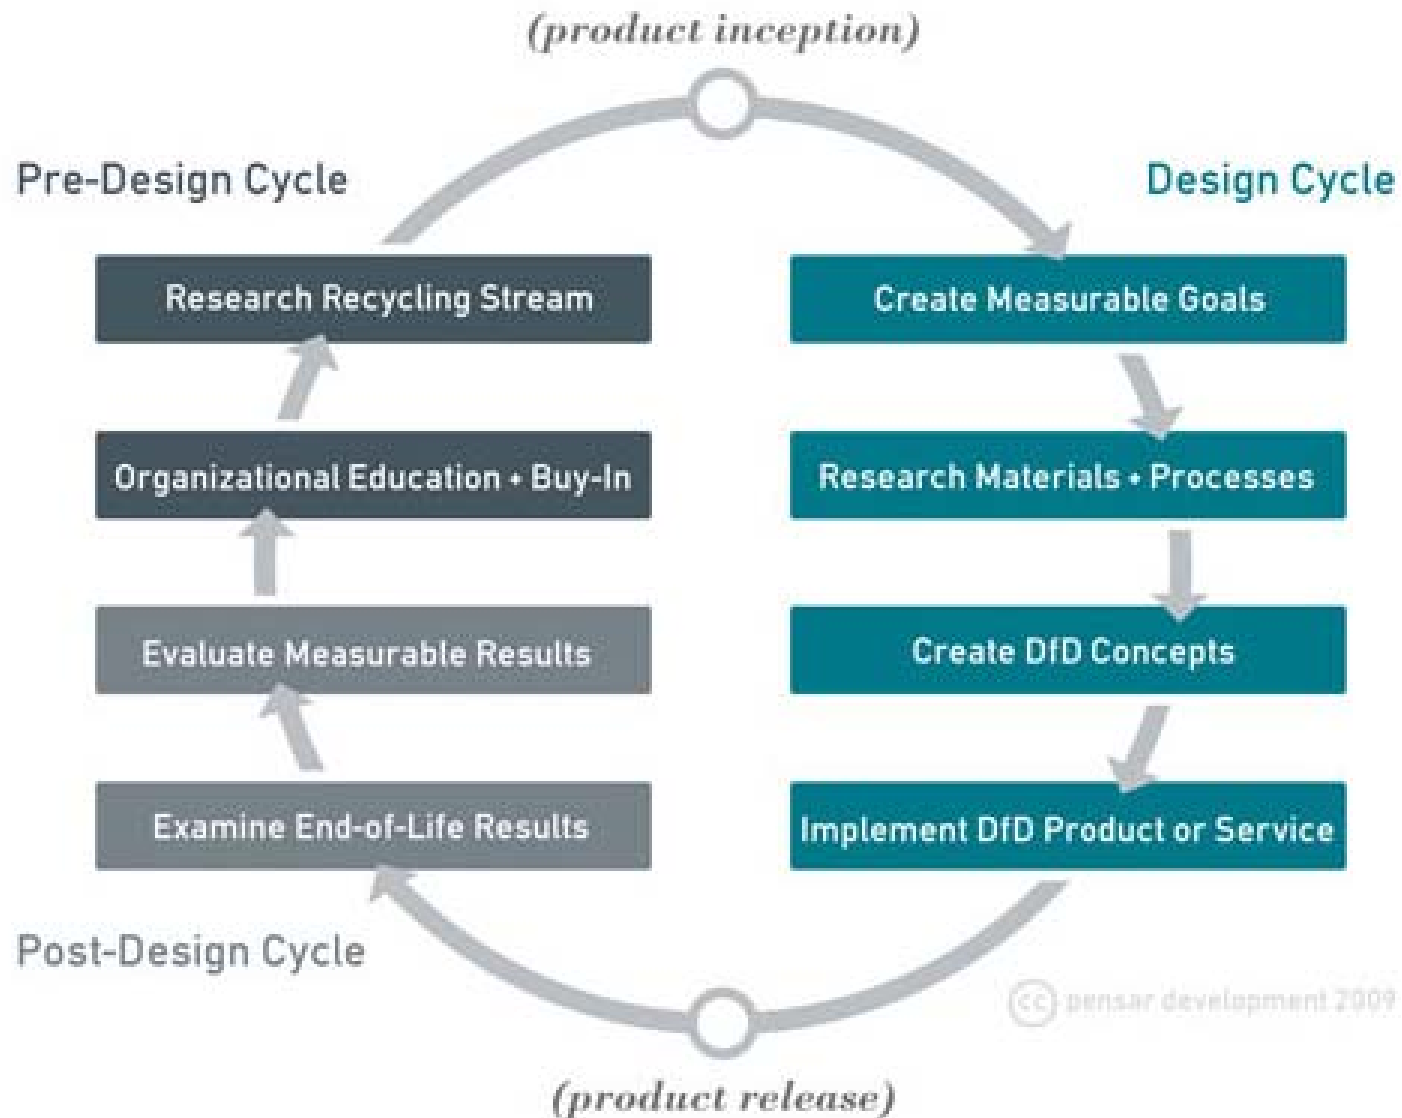 (product inception)
Pre-Design Cycle
Design Cycle
Research Recycling Stream
Create Measurable Goals
Organizational Education • Buy-In
Research Materials • Processes
Evaluate Measurable Results
Create DfD Concepts
Examine End-of-Life Results
Implement DfD Product or Service
Post-Design Cycle
cc pensar development 2009
(product release)